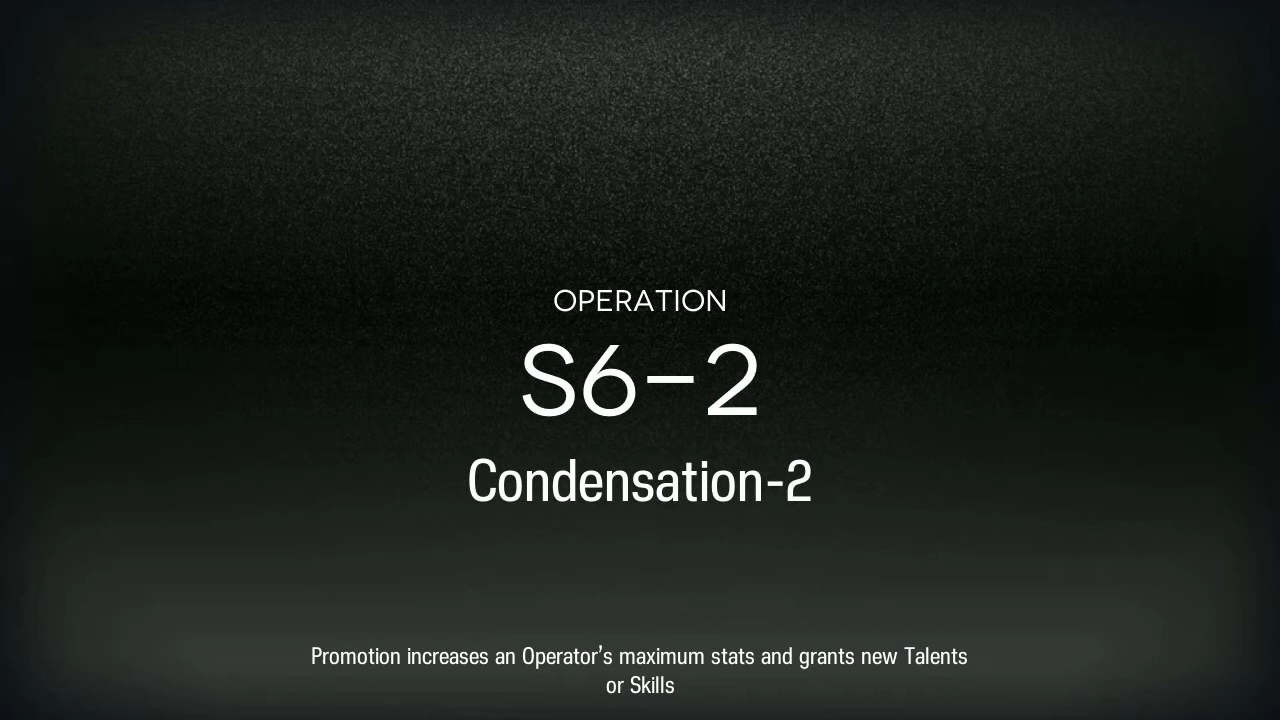 OPERATION
S6-2
Condensation-2
Promotion increases an Operator's maximum stats and grants new Talents
or Skills